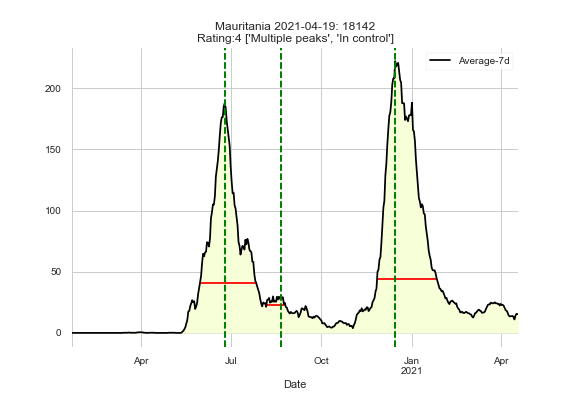 Mauritania 2021-04-19: 18142
Rating:4 ['Multiple peaks', 'In control']
Average-7d
200
150
100
50
0
Apr
Jul
Oct
Jan
2021
Apr
Date